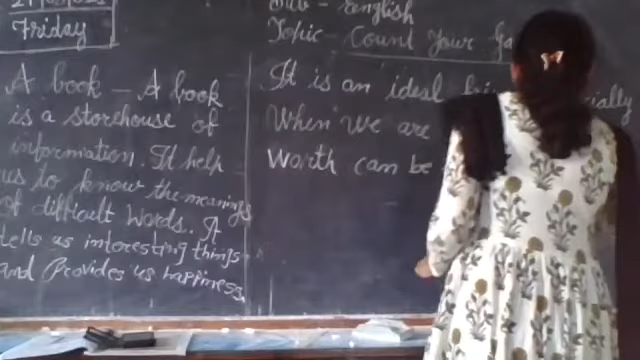 Friday
Sub - English
Topic - Count Your
A book - A book
is a storehouse of
information. It help
us to know the meanings
of difficult words. It
tells us interesting things
and Provides us happiness.
It is an ideal
When we are
Worth can be